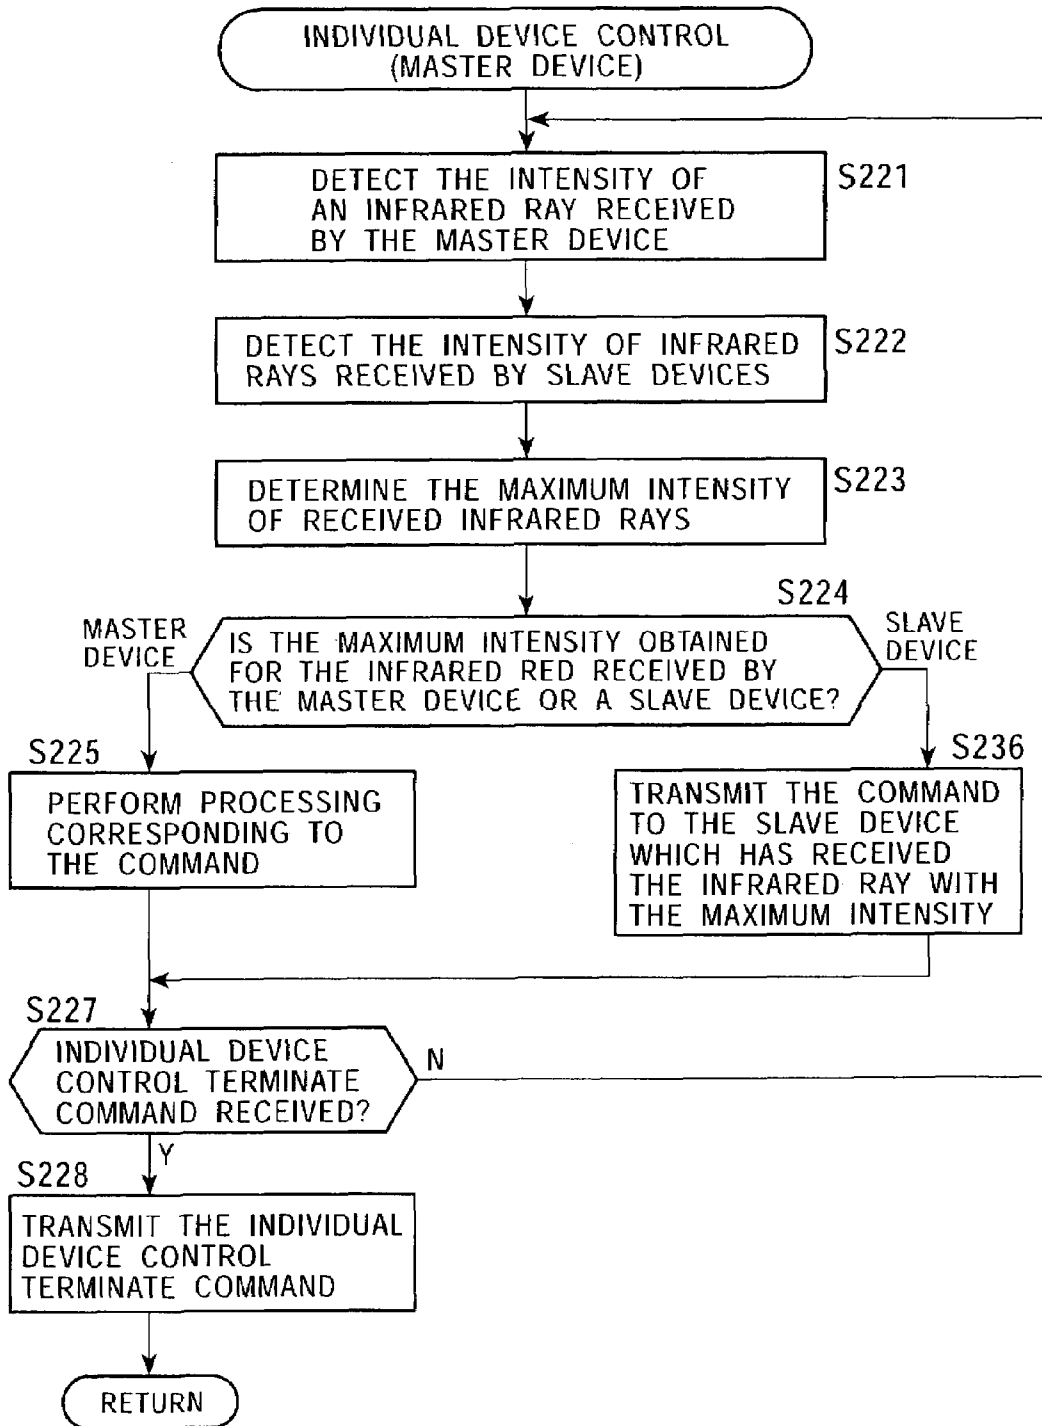 INDIVIDUAL DEVICE CONTROL
(MASTER DEVICE)
DETECT THE INTENSITY OF
AN INFRARED RAY RECEIVED
BY THE MASTER DEVICE
S221
DETECT THE INTENSITY OF INFRARED
RAYS RECEIVED BY SLAVE DEVICES
S222
DETERMINE THE MAXIMUM INTENSITY
OF RECEIVED INFRARED RAYS
S223
S224
MASTER
DEVICE
IS THE MAXIMUM INTENSITY OBTAINED
FOR THE INFRARED RED RECEIVED BY
THE MASTER DEVICE OR A SLAVE DEVICE?
SLAVE
DEVICE
S225
PERFORM PROCESSING
CORRESPONDING TO
THE COMMAND
S236
TRANSMIT THE COMMAND
TO THE SLAVE DEVICE
WHICH HAS RECEIVED
THE INFRARED RAY WITH
THE MAXIMUM INTENSITY
S227
INDIVIDUAL DEVICE
CONTROL TERMINATE
COMMAND RECEIVED?
N
Y
S228
TRANSMIT THE INDIVIDUAL
DEVICE CONTROL
TERMINATE COMMAND
RETURN